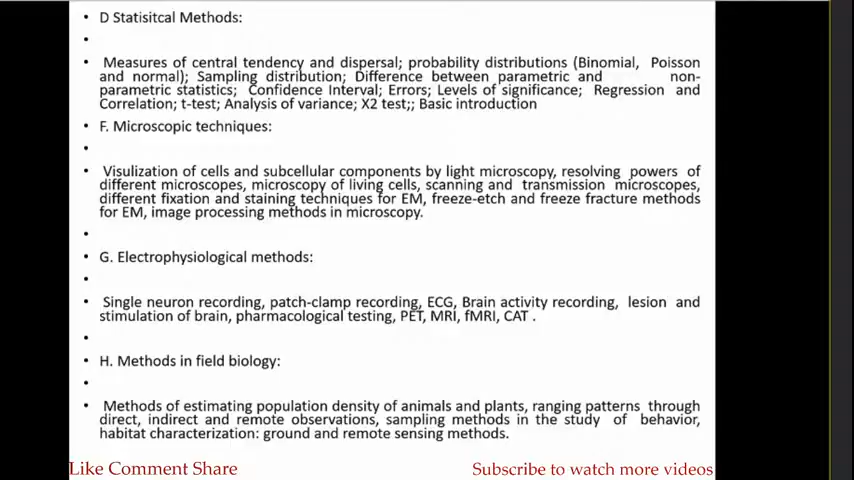 • D Statisitcal Methods:
•
• Measures of central tendency and dispersal; probability distributions (Binomial, Poisson
and normal); Sampling distribution; Difference between parametric and non-
parametric statistics; Confidence Interval; Errors; Levels of significance; Regression and
Correlation; t-test; Analysis of variance; X2 test;; Basic introduction
• F. Microscopic techniques:
•
• Visulization of cells and subcellular components by light microscopy, resolving powers of
different microscopes, microscopy of living cells, scanning and transmission microscopes,
different fixation and staining techniques for EM, freeze-etch and freeze fracture methods
for EM, image processing methods in microscopy.
•
• G. Electrophysiological methods:
•
• Single neuron recording, patch-clamp recording, ECG, Brain activity recording, lesion and
stimulation of brain, pharmacological testing, PET, MRI, fMRI, CAT .
•
• H. Methods in field biology:
•
• Methods of estimating population density of animals and plants, ranging patterns through
direct, indirect and remote observations, sampling methods in the study of behavior,
habitat characterization: ground and remote sensing methods.
Like Comment Share
Subscribe to watch more videos